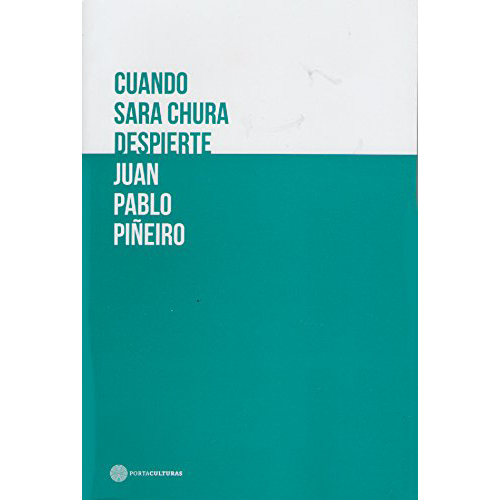 CUANDO
SARA CHURA
DESPIERTE
JUAN
PABLO
PIÑEIRO
PORTACULTURAS